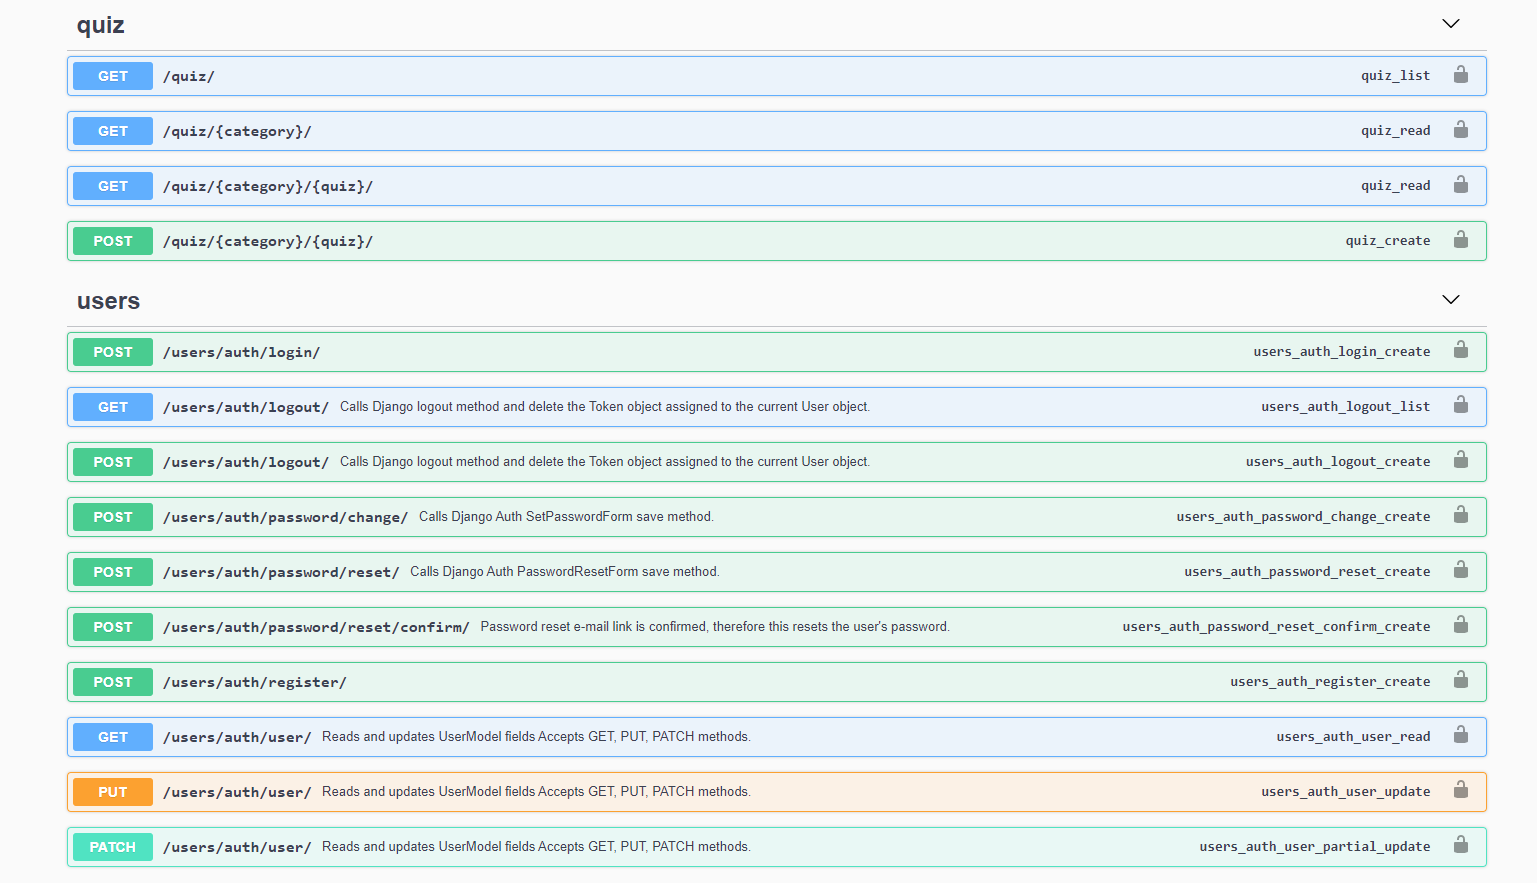 quiz
GET /quiz/ quiz_list
GET /quiz/{category}/ quiz_read
GET /quiz/{category}/{quiz}/ quiz_read
POST /quiz/{category}/{quiz}/ quiz_create
users
POST /users/auth/login/ users_auth_login_create
GET /users/auth/logout/ Calls Django logout method and delete the Token object assigned to the current User object. users_auth_logout_list
POST /users/auth/logout/ Calls Django logout method and delete the Token object assigned to the current User object. users_auth_logout_create
POST /users/auth/password/change/ Calls Django Auth SetPasswordForm save method. users_auth_password_change_create
POST /users/auth/password/reset/ Calls Django Auth PasswordResetForm save method. users_auth_password_reset_create
POST /users/auth/password/reset/confirm/ Password reset e-mail link is confirmed, therefore this resets the user's password. users_auth_password_reset_confirm_create
POST /users/auth/register/ users_auth_register_create
GET /users/auth/user/ Reads and updates UserModel fields Accepts GET, PUT, PATCH methods. users_auth_user_read
PUT /users/auth/user/ Reads and updates UserModel fields Accepts GET, PUT, PATCH methods. users_auth_user_update
PATCH /users/auth/user/ Reads and updates UserModel fields Accepts GET, PUT, PATCH methods. users_auth_user_partial_update